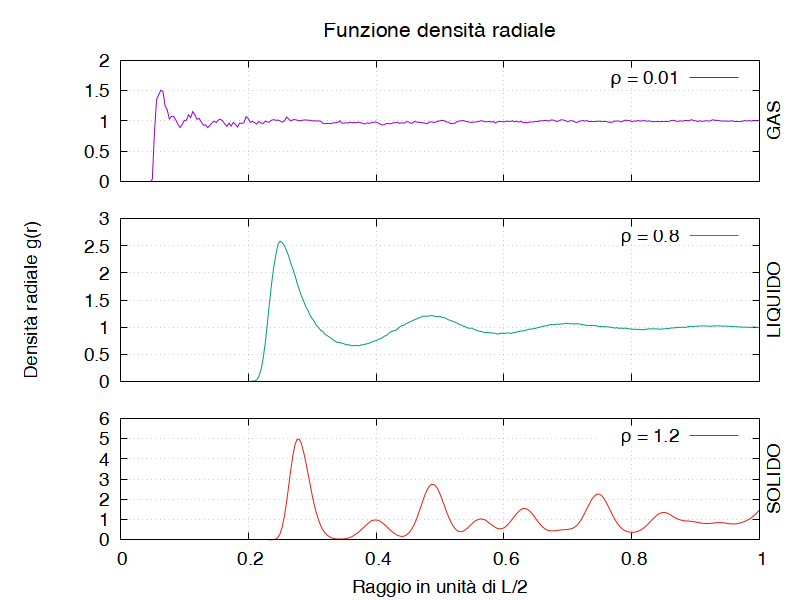 Funzione densità radiale
2
1.5
1
0.5
0
ρ = 0.01
GAS
3
2.5
2
1.5
1
0.5
0
ρ = 0.8
LIQUIDO
Densità radiale g(r)
6
5
4
3
2
1
0
ρ = 1.2
SOLIDO
0 0.2 0.4 0.6 0.8 1
Raggio in unità di L/2